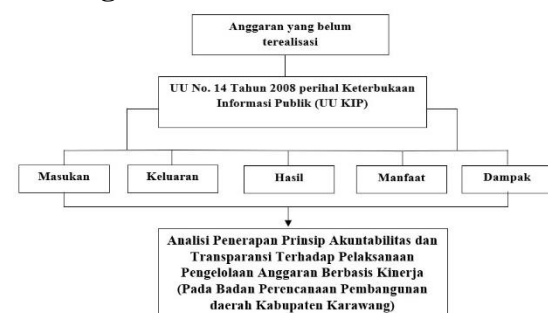 Anggaran yang belum
terealisasi
UU No. 14 Tahun 2008 perihal Keterbukaan
Informasi Publik (UU KIP)
Masukan
Keluaran
Hasil
Manfaat
Dampak
Analisi Penerapan Prinsip Akuntabilitas dan
Transparansi Terhadap Pelaksanaan
Pengelolaan Anggaran Berbasis Kinerja
(Pada Badan Perencanaan Pembangunan
daerah Kabupaten Karawang)